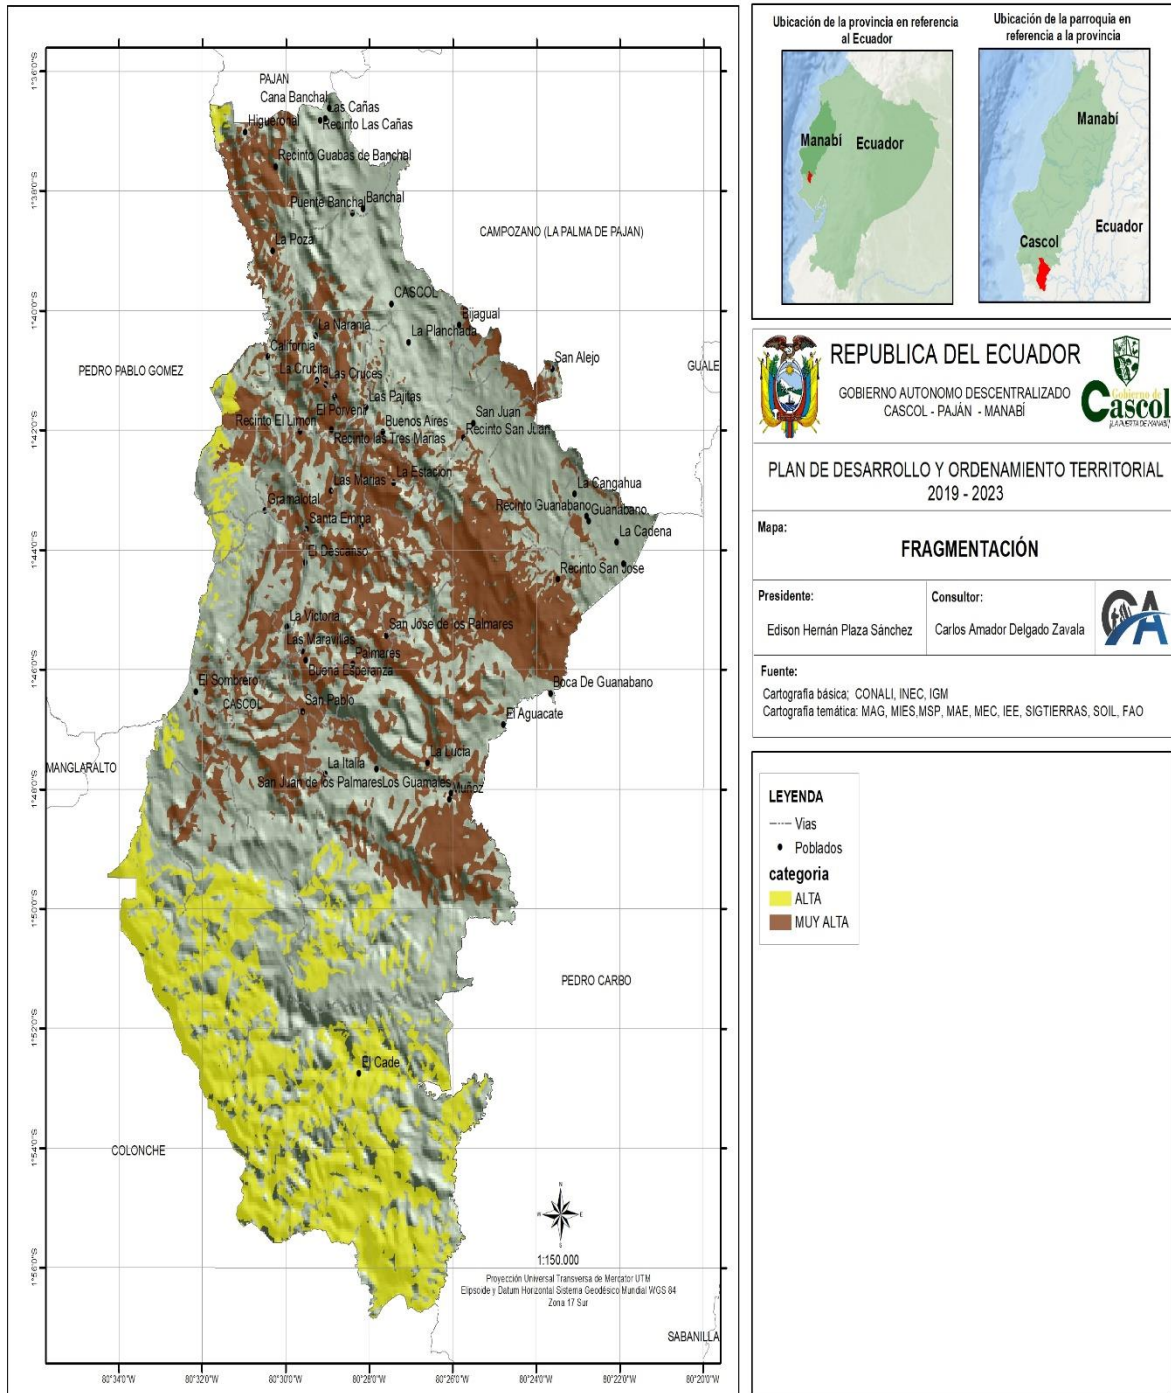 PAJAN
Cana Banchal
Las Cañas
Higueronal
Recinto Las Cañas
Recinto Guabas de Banchal
Puente Banchal
Banchal
CAMPOZANO (LA PALMA DE PAJAN)
La Poza
CASCOL
Bijagual
La Naranja
La Planchada
California
San Alejo
PEDRO PABLO GOMEZ
GUALE
La Crucita
Las Cruces
Las Pajitas
El Porvenir
San Juan
Recinto El Limon
Buenos Aires
Recinto San Juan
Recinto las Tres Marias
La Estacion
Las Marias
La Cangahua
Gramalotal
Recinto Guanabano
Guanabano
Santa Emma
La Cadena
El Descanso
Recinto San Jose
La Victoria
San Jose de los Palmares
Las Maravillas
Palmares
Buena Esperanza
El Sombrero
Boca De Guanabano
CASCOL
San Pablo
El Aguacate
MANGLARALTO
La Italia
La Lucia
San Juan de los Palmares
Los Guamales
Muñoz
PEDRO CARBO
El Cade
COLONCHE
SABANILLA
1°36'0"S
1°38'0"S
1°40'0"S
1°42'0"S
1°44'0"S
1°46'0"S
1°48'0"S
1°50'0"S
1°52'0"S
1°54'0"S
1°56'0"S
80°34'0"W
80°32'0"W
80°30'0"W
80°28'0"W
80°26'0"W
80°24'0"W
80°22'0"W
80°20'0"W
N
E
S
1:150.000
Proyección Universal Transversa de Mercator UTM
Elipsoide y Datum Horizontal Sistema Geodésico Mundial WGS 84
Zona 17 Sur
Ubicación de la provincia en referencia
al Ecuador
Manabí
Ecuador
Ubicación de la parroquia en
referencia a la provincia
Manabí
Ecuador
Cascol
REPUBLICA DEL ECUADOR
GOBIERNO AUTONOMO DESCENTRALIZADO
CASCOL - PAJÁN - MANABÍ
Gobierno de
Cascol
¡LA PUERTA DE MANABÍ!
PLAN DE DESARROLLO Y ORDENAMIENTO TERRITORIAL
2019 - 2023
Mapa:
FRAGMENTACIÓN
Presidente:
Edison Hernán Plaza Sánchez
Consultor:
Carlos Amador Delgado Zavala
CA
Fuente:
Cartografía básica; CONALI, INEC, IGM
Cartografía temática: MAG, MIES,MSP, MAE, MEC, IEE, SIGTIERRAS, SOIL, FAO
LEYENDA
Vias
Poblados
categoria
ALTA
MUY ALTA